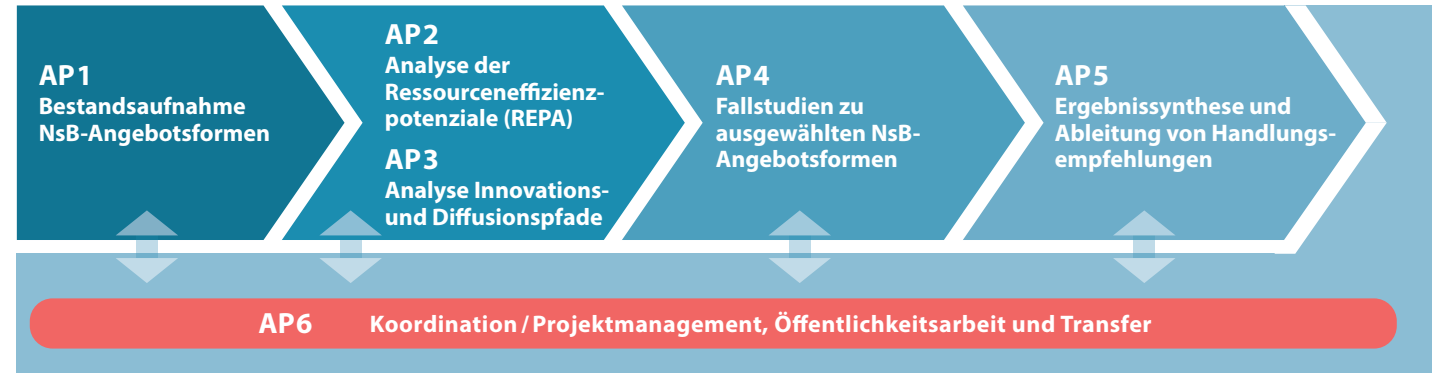 AP1
Bestandsaufnahme
NsB-Angebotsformen
AP2
Analyse der
Ressourceneffizienz-
potenziale (REPA)
AP3
Analyse Innovations-
und Diffusionspfade
AP4
Fallstudien zu
ausgewählten NsB-
Angebotsformen
AP5
Ergebnissynthese und
Ableitung von Handlungs-
empfehlungen
AP6 Koordination / Projektmanagement, Öffentlichkeitsarbeit und Transfer